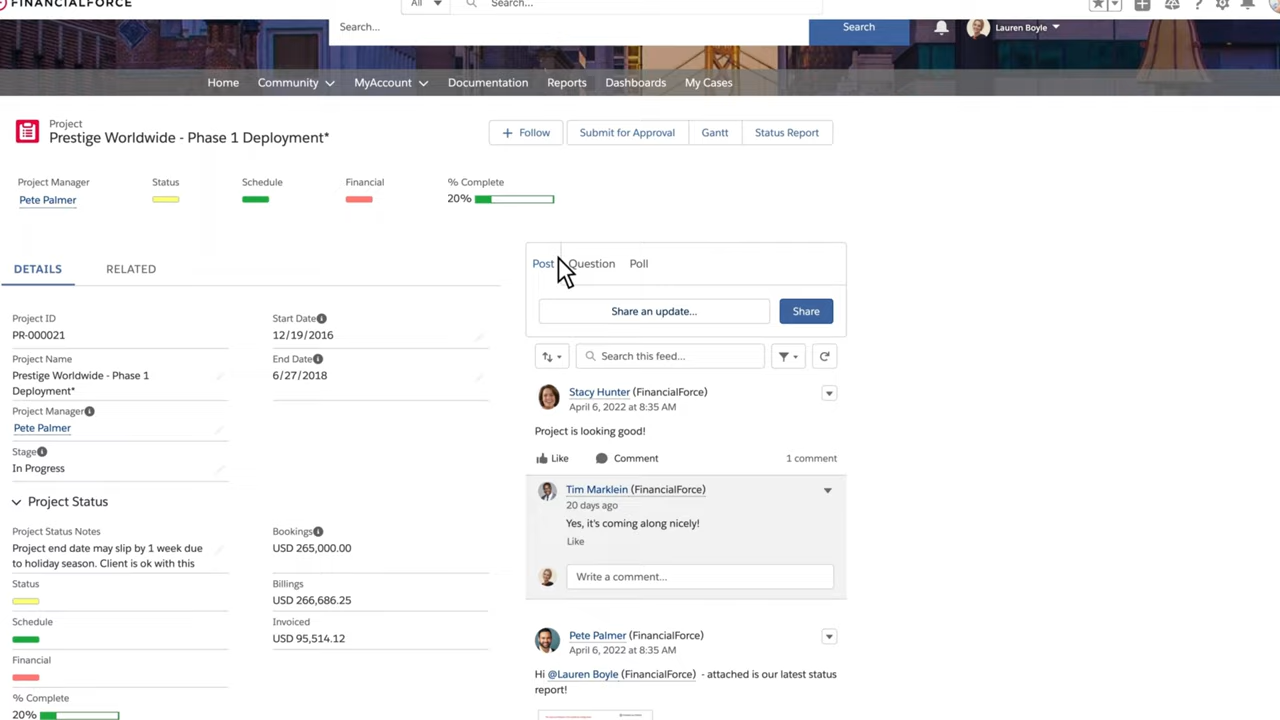 FINANCIALFORCE
All
Search...
Search...
Search
Lauren Boyle
Home
Community
MyAccount
Documentation
Reports
Dashboards
My Cases
Project
Prestige Worldwide - Phase 1 Deployment*
+ Follow
Submit for Approval
Gantt
Status Report
Project Manager
Status
Schedule
Financial
% Complete
Pete Palmer
20%
DETAILS
RELATED
Project ID
PR-000021
Start Date
12/19/2016
Project Name
Prestige Worldwide - Phase 1
Deployment*
End Date
6/27/2018
Project Manager
Pete Palmer
Stage
In Progress
Project Status
Project Status Notes
Project end date may slip by 1 week due
to holiday season. Client is ok with this
Bookings
USD 265,000.00
Status
Billings
USD 266,686.25
Schedule
Invoiced
USD 95,514.12
Financial
% Complete
20%
Post
Question
Poll
Share an update...
Share
Search this feed...
Stacy Hunter (FinancialForce)
April 6, 2022 at 8:35 AM
Project is looking good!
Like
Comment
1 comment
Tim Marklein (FinancialForce)
20 days ago
Yes, it's coming along nicely!
Like
Write a comment...
Pete Palmer (FinancialForce)
April 6, 2022 at 8:35 AM
Hi @Lauren Boyle (FinancialForce) - attached is our latest status
report!